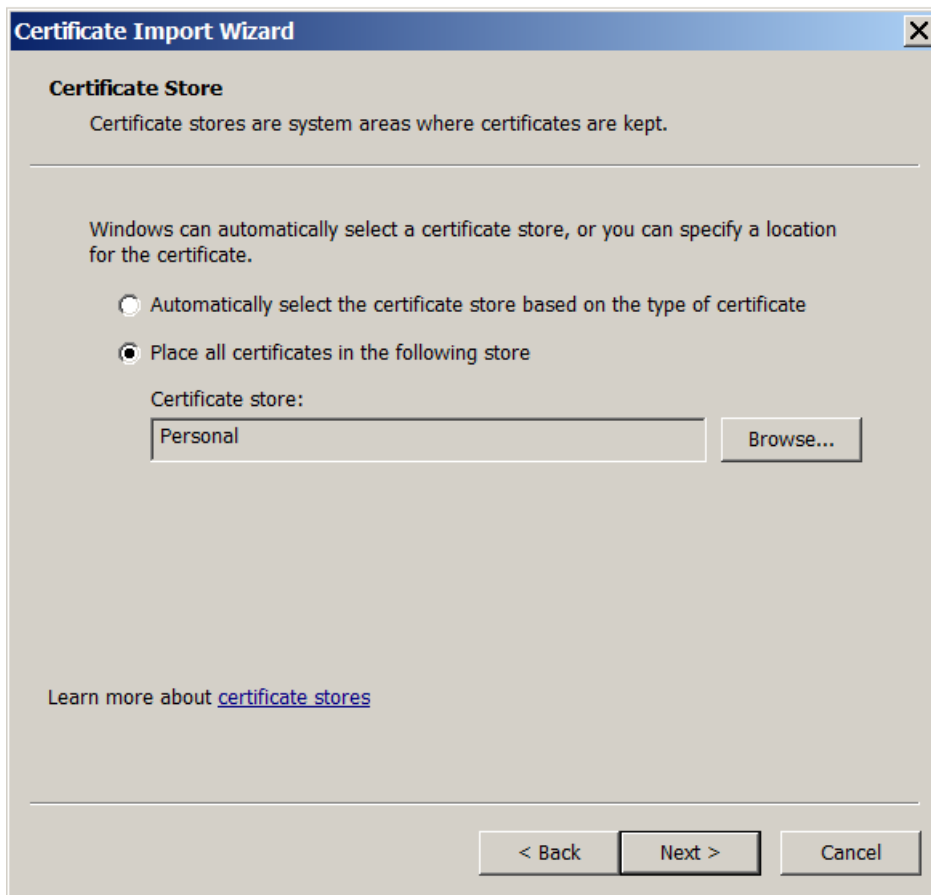 Certificate Import Wizard
Certificate Store
Certificate stores are system areas where certificates are kept.
Windows can automatically select a certificate store, or you can specify a location
for the certificate.
Automatically select the certificate store based on the type of certificate
Place all certificates in the following store
Certificate store:
Personal
Browse...
Learn more about certificate stores
< Back
Next >
Cancel